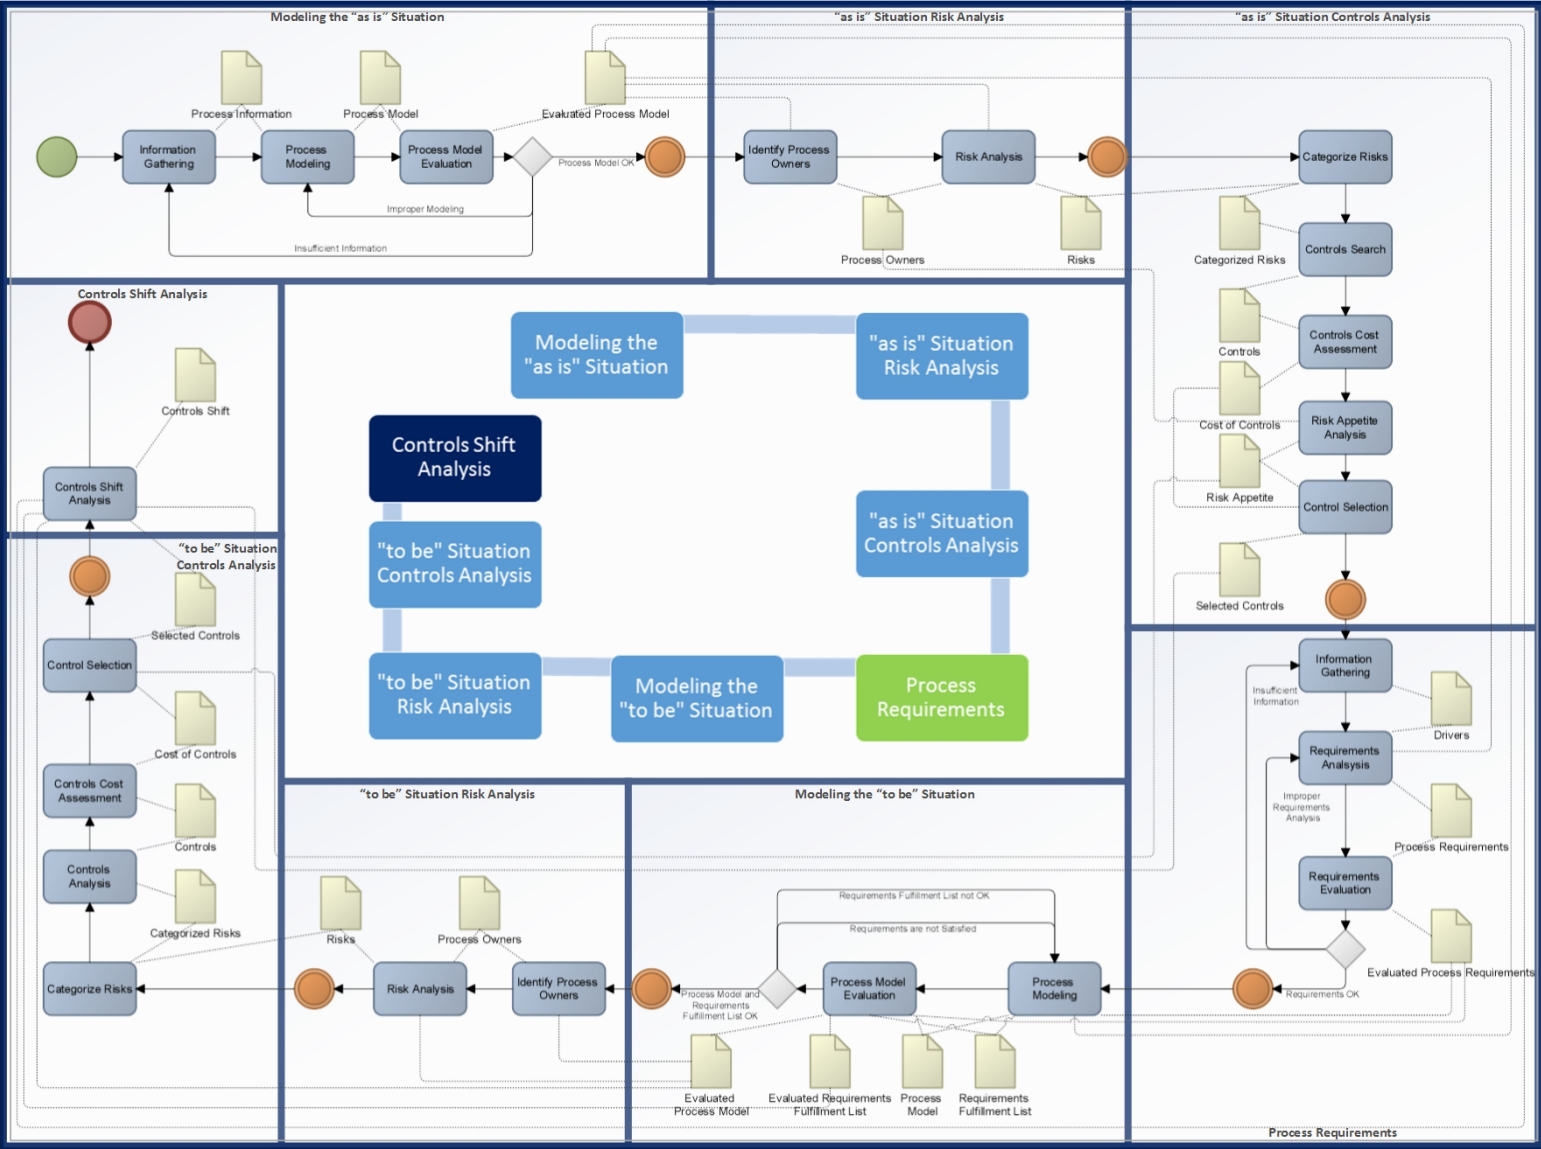 Modeling the “as is” Situation
Process Information
Process Model
Evaluated Process Model
Information
Gathering
Process
Modeling
Process Model
Evaluation
Process Model OK
Improper Modeling
Insufficient Information
“as is” Situation Risk Analysis
Identify Process
Owners
Risk Analysis
Process Owners
Risks
“as is” Situation Controls Analysis
Categorize Risks
Categorized Risks
Controls Search
Controls
Controls Cost
Assessment
Cost of Controls
Risk Appetite
Analysis
Risk Appetite
Control Selection
Selected Controls
Controls Shift Analysis
Controls Shift
Controls Shift
Analysis
Modeling the
"as is" Situation
"as is" Situation
Risk Analysis
Controls Shift
Analysis
"as is" Situation
Controls Analysis
"to be" Situation
Controls Analysis
"to be" Situation
Risk Analysis
Modeling the
"to be" Situation
Process
Requirements
“to be” Situation
Controls Analysis
Selected Controls
Control Selection
Cost of Controls
Controls Cost
Assessment
Controls
Controls
Analysis
Categorized Risks
Categorize Risks
“to be” Situation Risk Analysis
Risks
Process Owners
Risk Analysis
Identify Process
Owners
Modeling the “to be” Situation
Requirements Fulfillment List not OK
Requirements are not Satisfied
Process Model and
Requirements
Fulfillment List OK
Process Model
Evaluation
Process
Modeling
Evaluated
Process Model
Evaluated Requirements
Fulfillment List
Process
Model
Requirements
Fulfillment List
Information
Gathering
Insufficient
Information
Drivers
Requirements
Analsysis
Improper
Requirements
Analysis
Process Requirements
Requirements
Evaluation
Evaluated Process Requirements
Requirements OK
Process Requirements